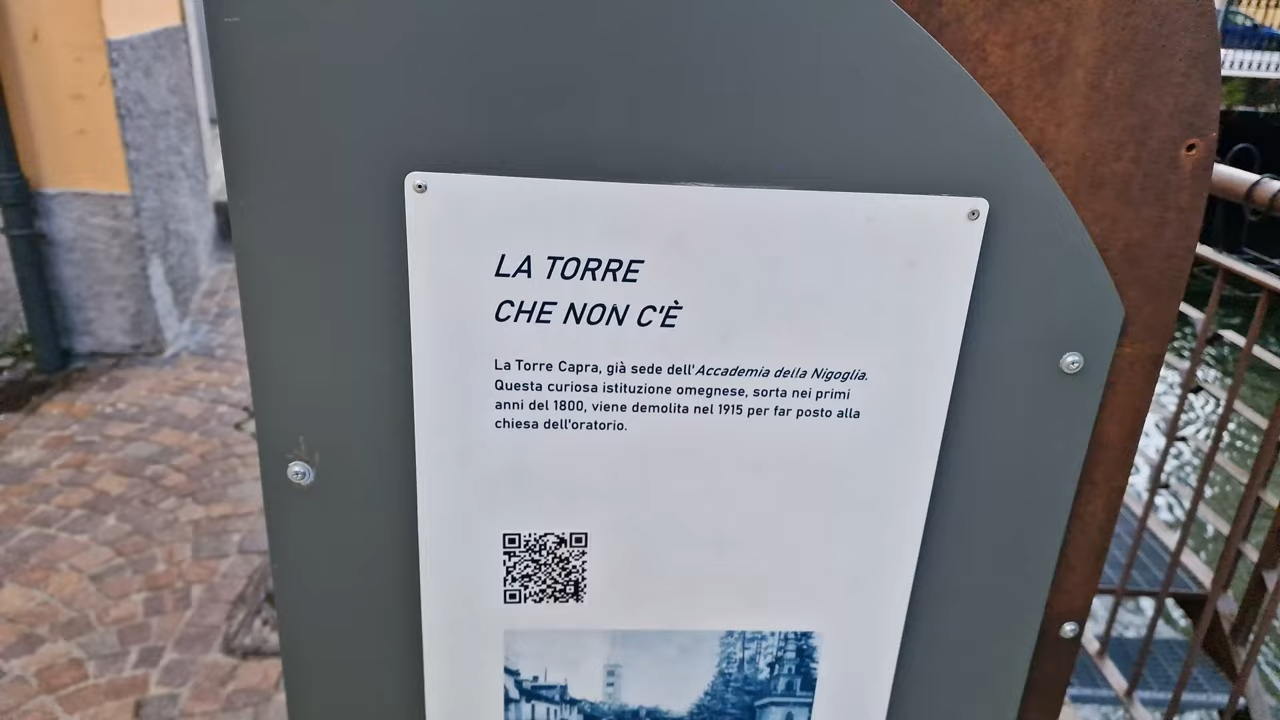 LA TORRE
CHE NON C'È
La Torre Capra, già sede dell'Accademia della Nigoglia.
Questa curiosa istituzione omegnese, sorta nei primi
anni del 1800, viene demolita nel 1915 per far posto alla
chiesa dell'oratorio.